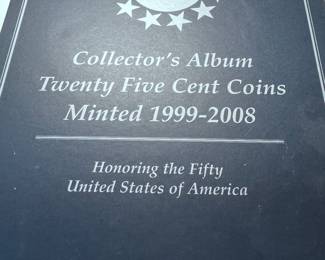 Collector's Album
Twenty Five Cent Coins
Minted 1999-2008
Honoring the Fifty
United States of America